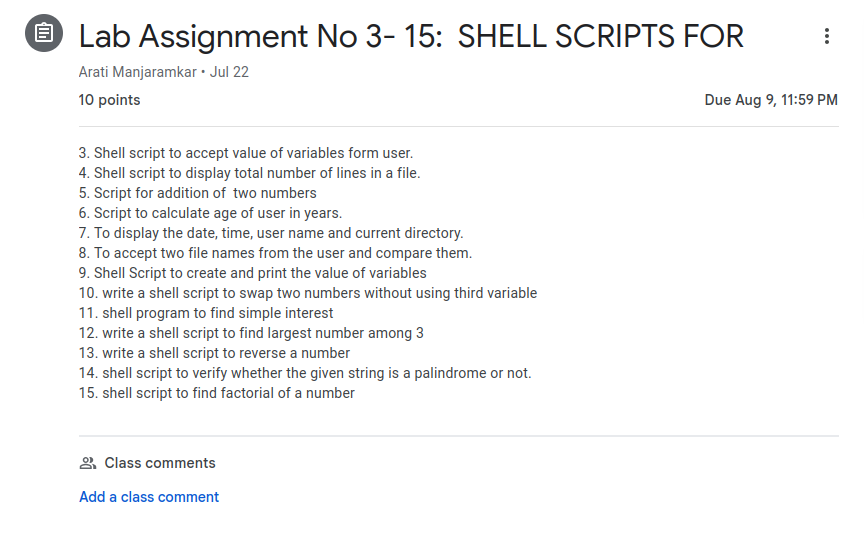 Lab Assignment No 3- 15:  SHELL SCRIPTS FOR
Arati Manjaramkar • Jul 22
10 points
Due Aug 9, 11:59 PM
3. Shell script to accept value of variables form user.
4. Shell script to display total number of lines in a file.
5. Script for addition of  two numbers
6. Script to calculate age of user in years.
7. To display the date, time, user name and current directory.
8. To accept two file names from the user and compare them.
9. Shell Script to create and print the value of variables
10. write a shell script to swap two numbers without using third variable
11. shell program to find simple interest
12. write a shell script to find largest number among 3
13. write a shell script to reverse a number
14. shell script to verify whether the given string is a palindrome or not.
15. shell script to find factorial of a number
Class comments
Add a class comment